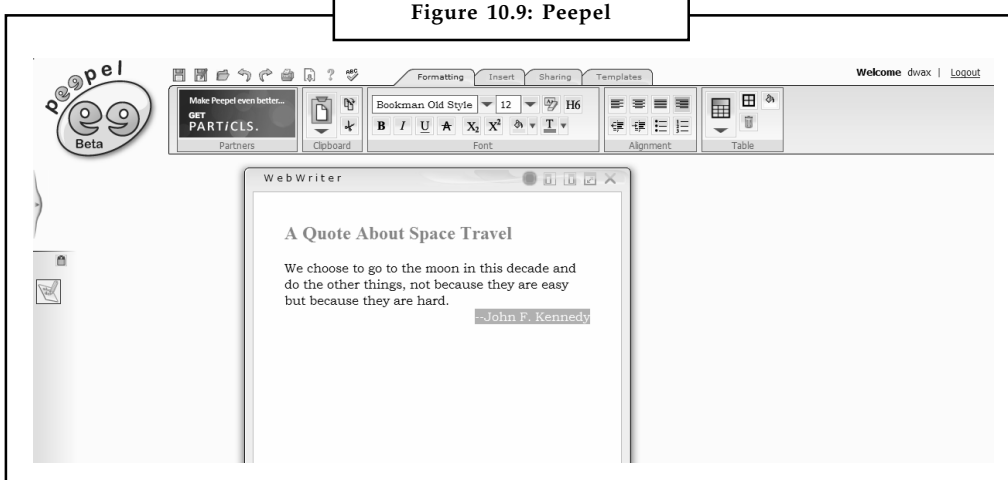 Figure 10.9: Peepel
peepel
Beta
ABC
Formatting Insert Sharing Templates
Welcome dwax | Logout
Make Peepel even better...
GET
PARTiCLS.
Partners
Clipboard
Bookman Old Style 12 H6
B I U A X2 X2 T
Font
Alignment
Table
WebWriter
A Quote About Space Travel
We choose to go to the moon in this decade and
do the other things, not because they are easy
but because they are hard.
--John F. Kennedy